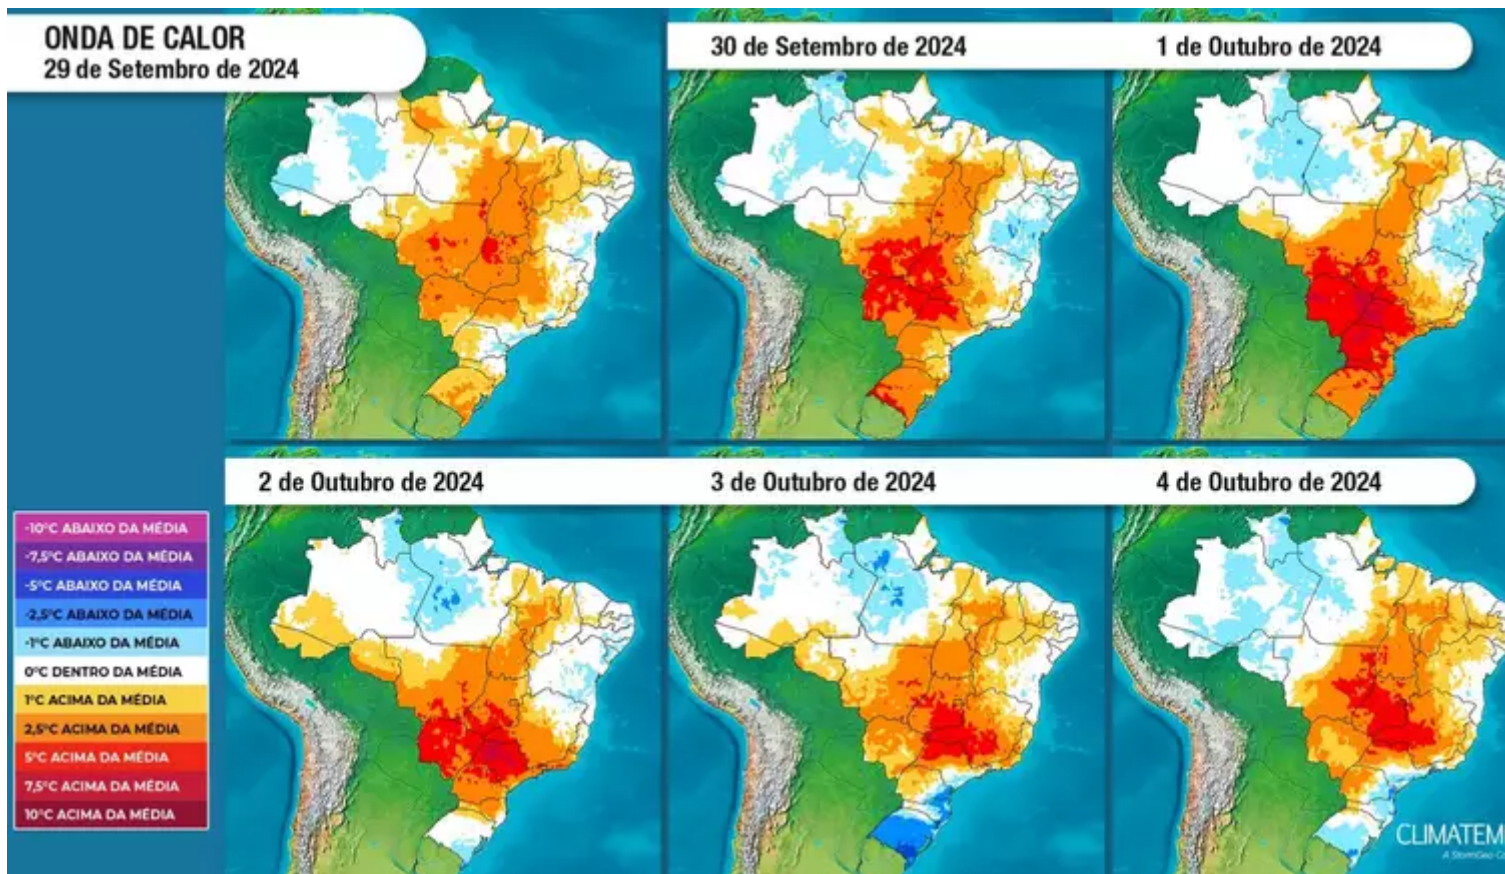 ONDA DE CALOR
29 de Setembro de 2024
30 de Setembro de 2024
1 de Outubro de 2024
2 de Outubro de 2024
3 de Outubro de 2024
4 de Outubro de 2024
-10°C ABAIXO DA MÉDIA
-7,5°C ABAIXO DA MÉDIA
-5°C ABAIXO DA MÉDIA
-2,5°C ABAIXO DA MÉDIA
-1°C ABAIXO DA MÉDIA
0°C DENTRO DA MÉDIA
1°C ACIMA DA MÉDIA
2,5°C ACIMA DA MÉDIA
5°C ACIMA DA MÉDIA
7,5°C ACIMA DA MÉDIA
10°C ACIMA DA MÉDIA
CLIMATEM
A StormGeo C